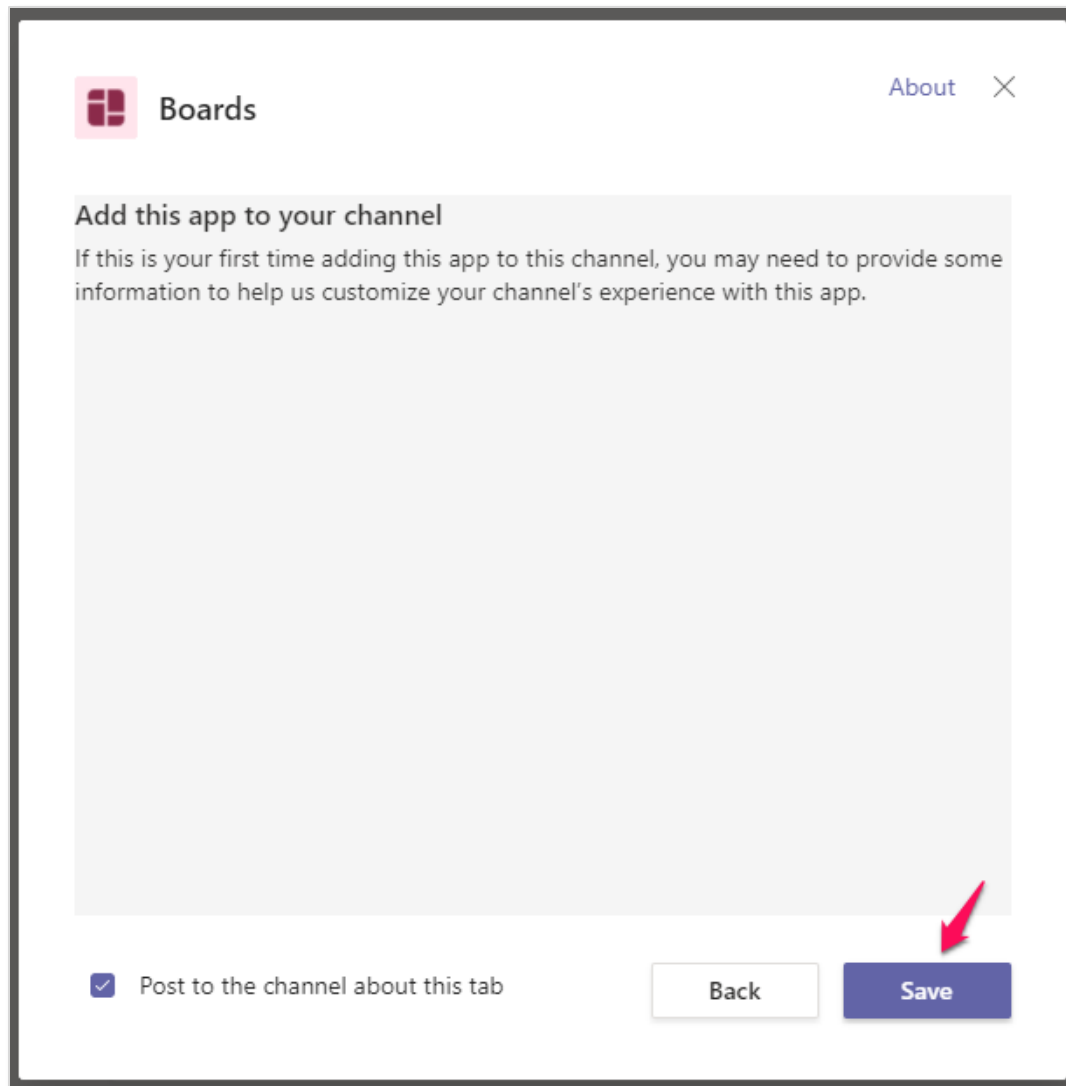 Boards
About
Add this app to your channel
If this is your first time adding this app to this channel, you may need to provide some
information to help us customize your channel's experience with this app.
Post to the channel about this tab
Back
Save